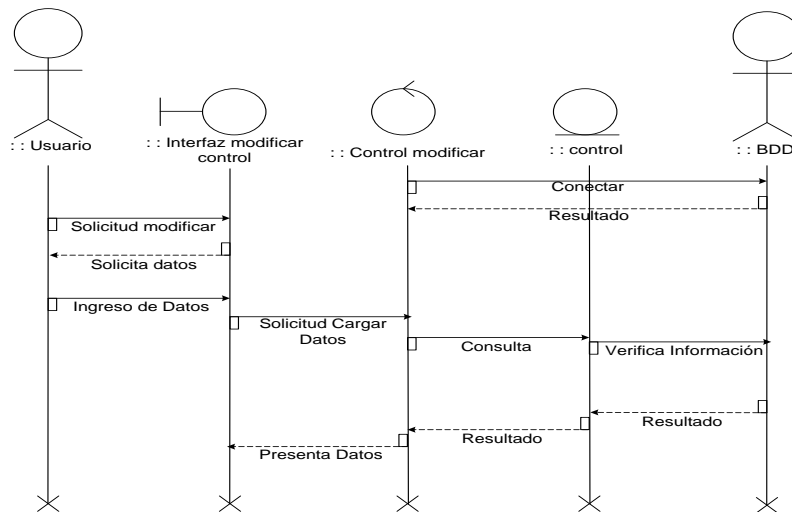 : : Usuario
: : Interfaz modificar
control
: : Control modificar
: : control
: : BDD
Conectar
Resultado
Solicitud modificar
Solicita datos
Ingreso de Datos
Solicitud Cargar
Datos
Consulta
Verifica Información
Resultado
Resultado
Presenta Datos